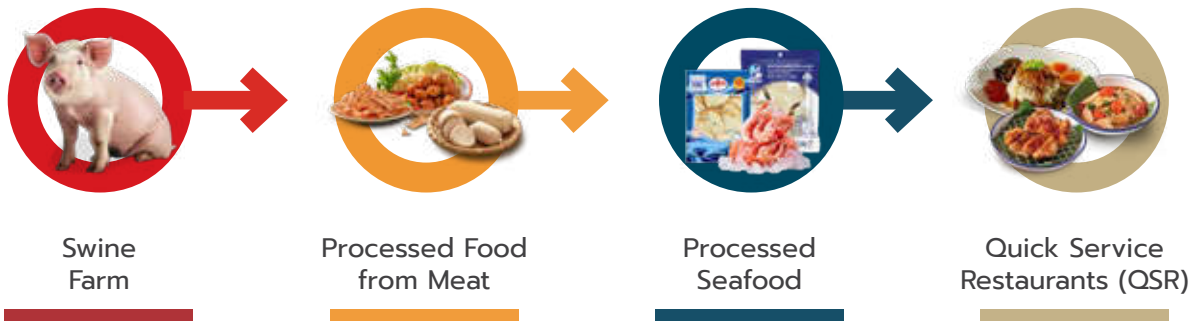 Swine
Farm
Processed Food
from Meat
Processed
Seafood
Quick Service
Restaurants (QSR)